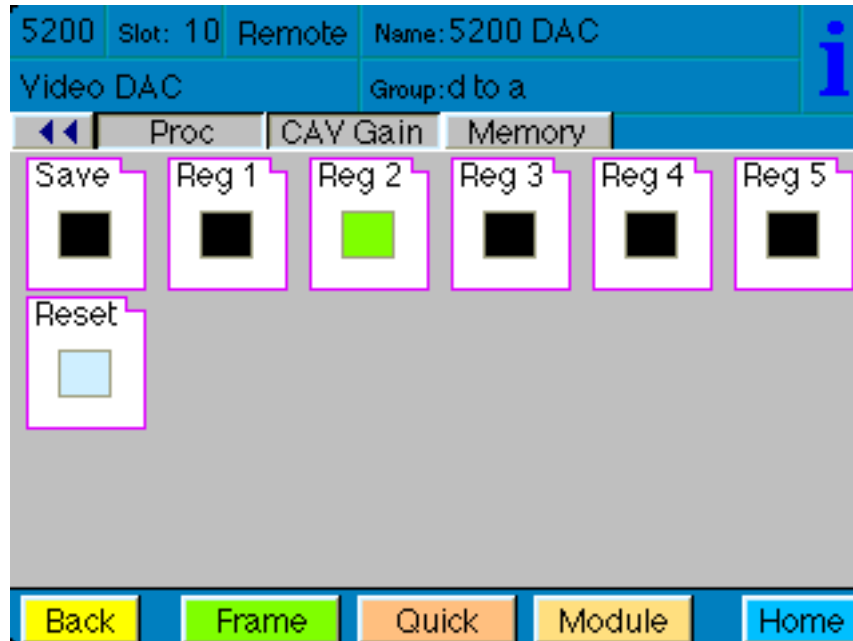 5200 Slot: 10 Remote Name: 5200 DAC
Video DAC Group: d to a
Proc CAV Gain Memory
Save Reg 1 Reg 2 Reg 3 Reg 4 Reg 5
Reset
Back Frame Quick Module Home